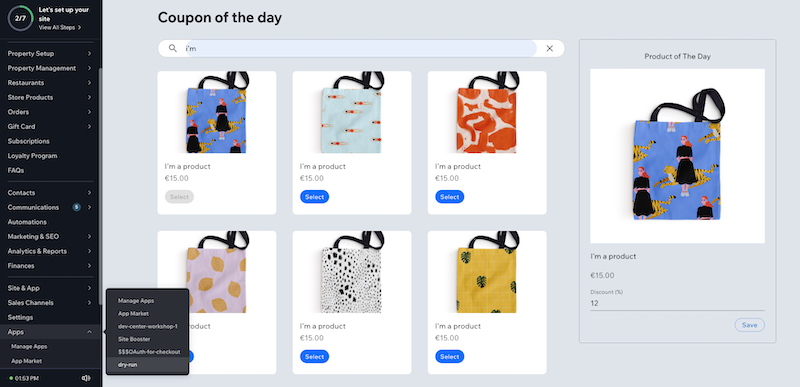 2/7
Let's set up your
site
View All Steps >
Property Setup
Property Management
Restaurants
Store Products
Orders
Gift Card
Subscriptions
Loyalty Program
FAQs
Contacts
Communications 5
Automations
Marketing & SEO
Analytics & Reports
Finances
Site & App
Sales Channels
Settings
Apps
Manage Apps
App Market
01:53 PM
Manage Apps
App Market
dev-center-workshop-1
Site Booster
$$$OAuth-for-checkout
dry-run
Coupon of the day
i'm
I'm a product
€15.00
Select
I'm a product
€15.00
Select
I'm a product
€15.00
Select
I'm a product
I'm a product
€15.00
Select
I'm a product
€15.00
Select
Product of The Day
I'm a product
€15.00
Discount (%)
12
Save